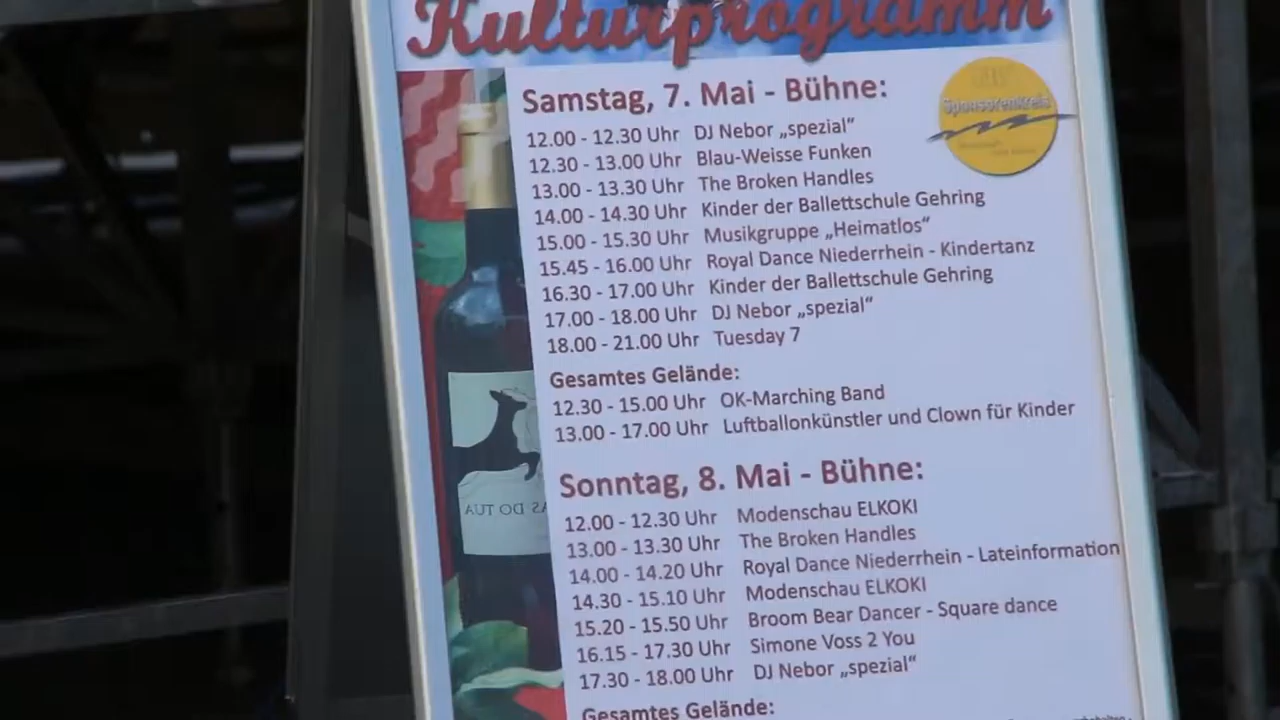 Kulturprogramm
Samstag, 7. Mai - Bühne:
Sponsorenkreis
12.00 - 12.30 Uhr DJ Nebor „spezial“
12.30 - 13.00 Uhr Blau-Weisse Funken
13.00 - 13.30 Uhr The Broken Handles
14.00 - 14.30 Uhr Kinder der Ballettschule Gehring
15.00 - 15.30 Uhr Musikgruppe „Heimatlos“
15.45 - 16.00 Uhr Royal Dance Niederrhein - Kindertanz
16.30 - 17.00 Uhr Kinder der Ballettschule Gehring
17.00 - 18.00 Uhr DJ Nebor „spezial“
18.00 - 21.00 Uhr Tuesday 7
Gesamtes Gelände:
12.30 - 15.00 Uhr OK-Marching Band
13.00 - 17.00 Uhr Luftballonkünstler und Clown für Kinder
Sonntag, 8. Mai - Bühne:
12.00 - 12.30 Uhr Modenschau ELKOKI
13.00 - 13.30 Uhr The Broken Handles
14.00 - 14.20 Uhr Royal Dance Niederrhein - Lateinformation
14.30 - 15.10 Uhr Modenschau ELKOKI
15.20 - 15.50 Uhr Broom Bear Dancer - Square dance
16.15 - 17.30 Uhr Simone Voss 2 You
17.30 - 18.00 Uhr DJ Nebor „spezial“
Gesamtes Gelände: